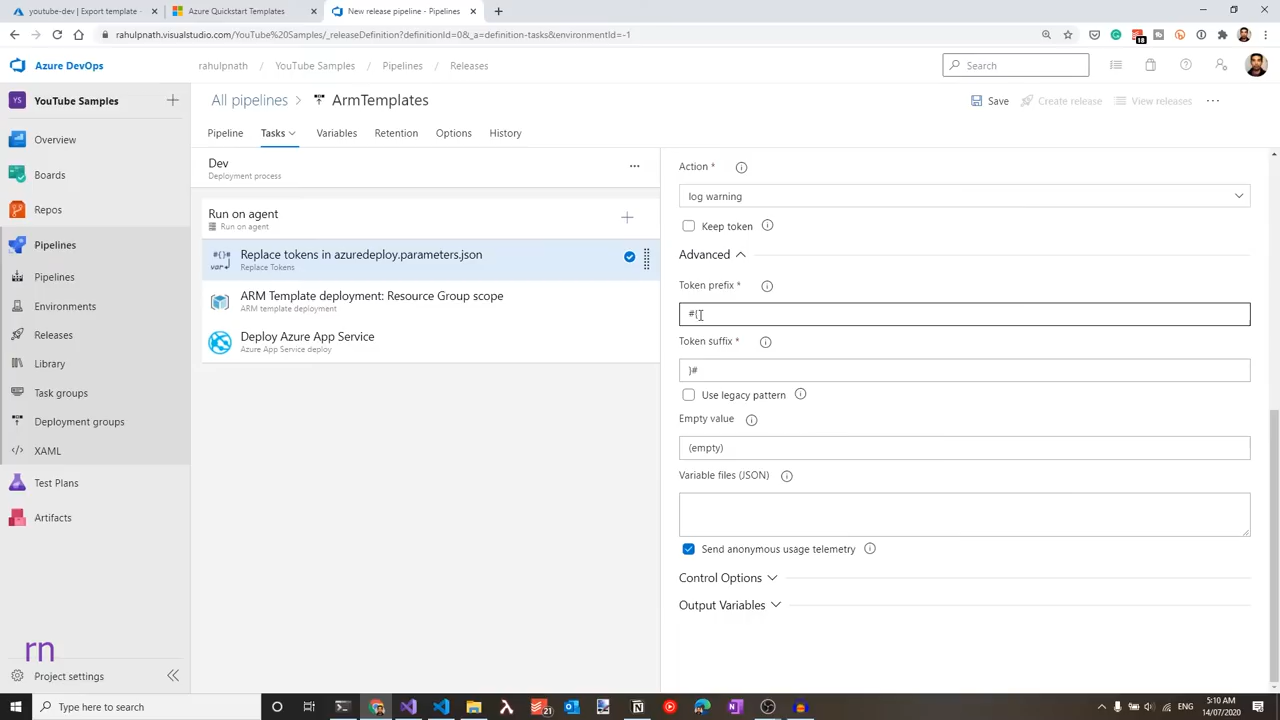 youtube-dev | Export template -
Azure Quickstart Templates
New release pipeline - Pipelines
rahulpnath.visualstudio.com/YouTube%20Samples/_releaseDefinition?definitionId=0&_a=definition-tasks&environmentId=-1
18
Azure DevOps
rahulpnath / YouTube Samples / Pipelines / Releases
Search
YS YouTube Samples
All pipelines > ArmTemplates
Save
Create release
View releases
Pipeline
Tasks
Variables
Retention
Options
History
Overview
Boards
Repos
Pipelines
Pipelines
Environments
Releases
Library
Task groups
Deployment groups
XAML
Test Plans
Artifacts
rn
Project settings
Dev
Deployment process
Run on agent
Run on agent
#{}#
var
Replace tokens in azuredeploy.parameters.json
Replace Tokens
ARM Template deployment: Resource Group scope
ARM template deployment
Deploy Azure App Service
Azure App Service deploy
Action *
log warning
Keep token
Advanced
Token prefix *
#{
Token suffix *
}#
Use legacy pattern
Empty value
(empty)
Variable files (JSON)
Send anonymous usage telemetry
Control Options
Output Variables
Type here to search
21
5:10 AM
14/07/2020